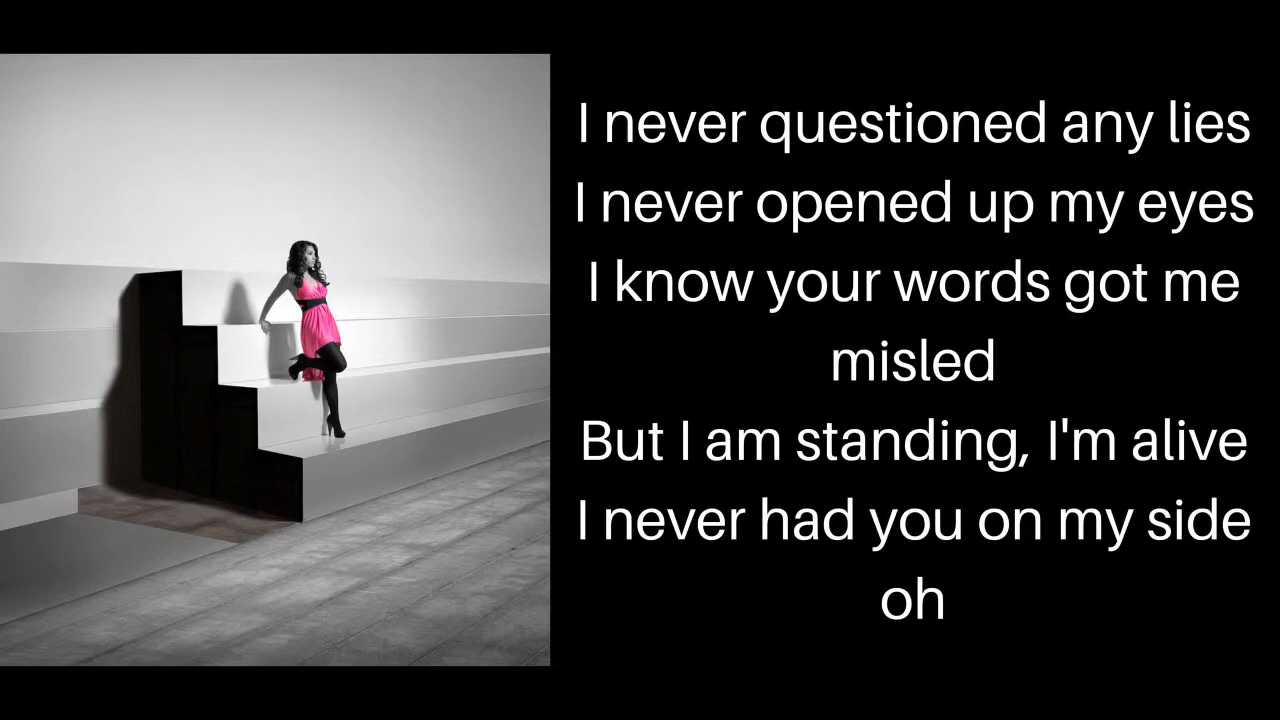 I never questioned any lies
I never opened up my eyes
I know your words got me
misled
But I am standing, I'm alive
I never had you on my side
oh